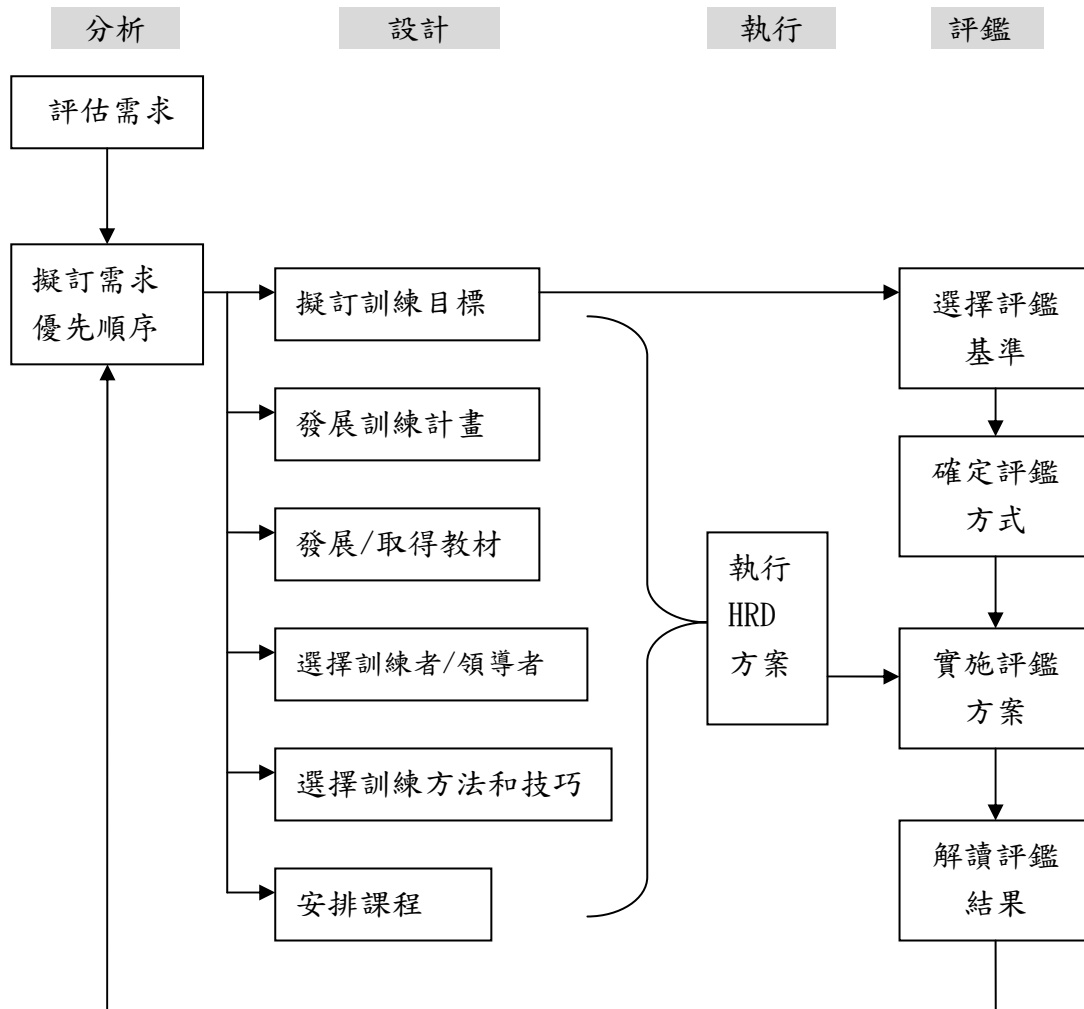 分析
設計
執行
評鑑
評估需求
擬訂需求
優先順序
擬訂訓練目標
發展訓練計畫
發展/取得教材
選擇訓練者/領導者
選擇訓練方法和技巧
安排課程
執行
HRD
方案
選擇評鑑
基準
確定評鑑
方式
實施評鑑
方案
解讀評鑑
結果